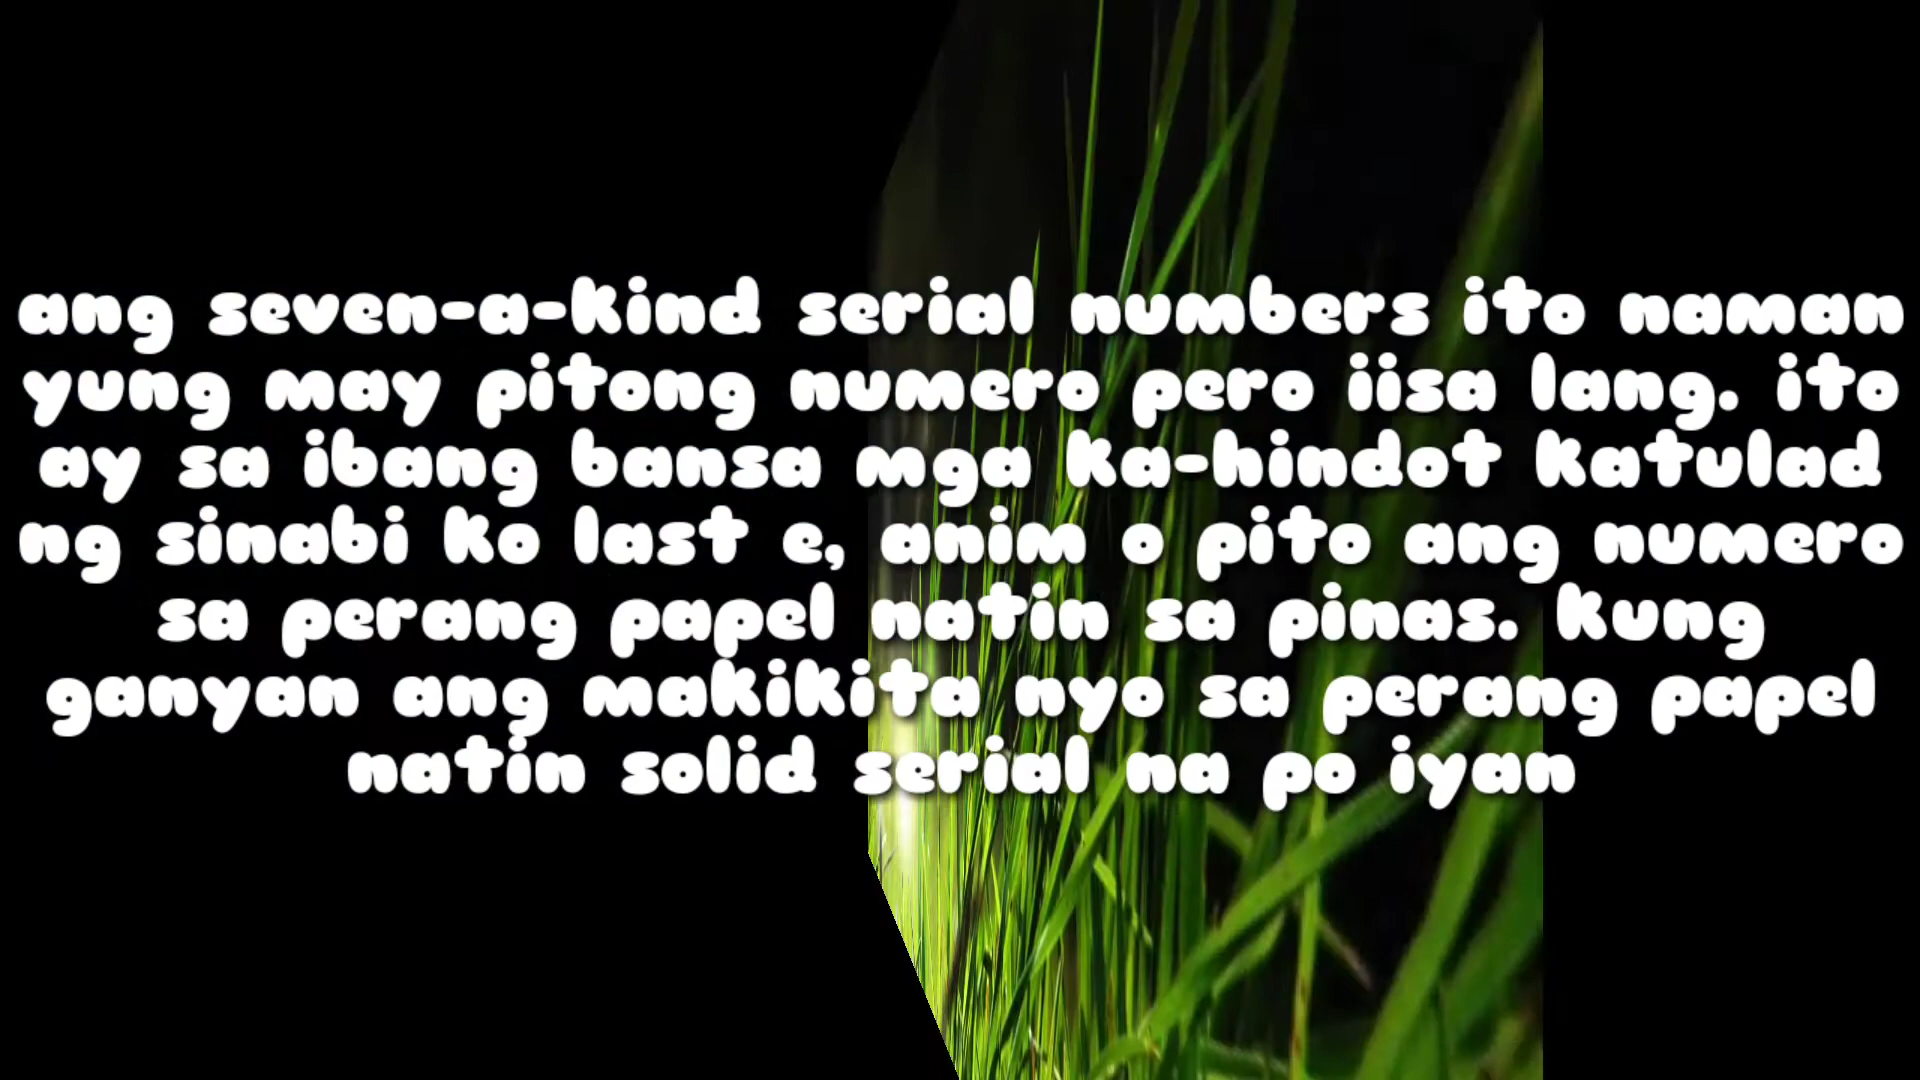 ang seven-a-kind serial numbers ito naman
yung may pitong numero pero iisa lang. ito
ay sa ibang bansa mga ka-hindot katulad
ng sinabi ko last e, anim o pito ang numero
sa perang papel natin sa pinas. kung
ganyan ang makikita nyo sa perang papel
natin solid serial na po iyan